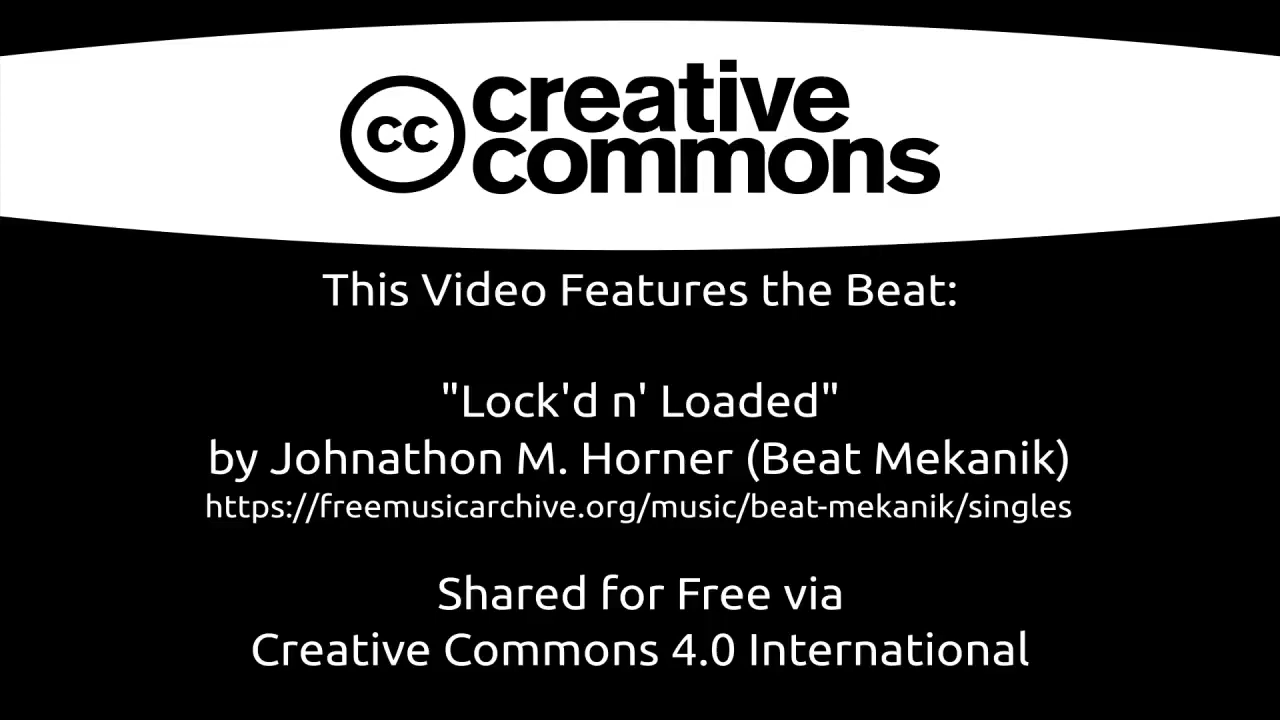 cc creative
commons
This Video Features the Beat:
"Lock'd n' Loaded"
by Johnathon M. Horner (Beat Mekanik)
https://freemusicarchive.org/music/beat-mekanik/singles
Shared for Free via
Creative Commons 4.0 International